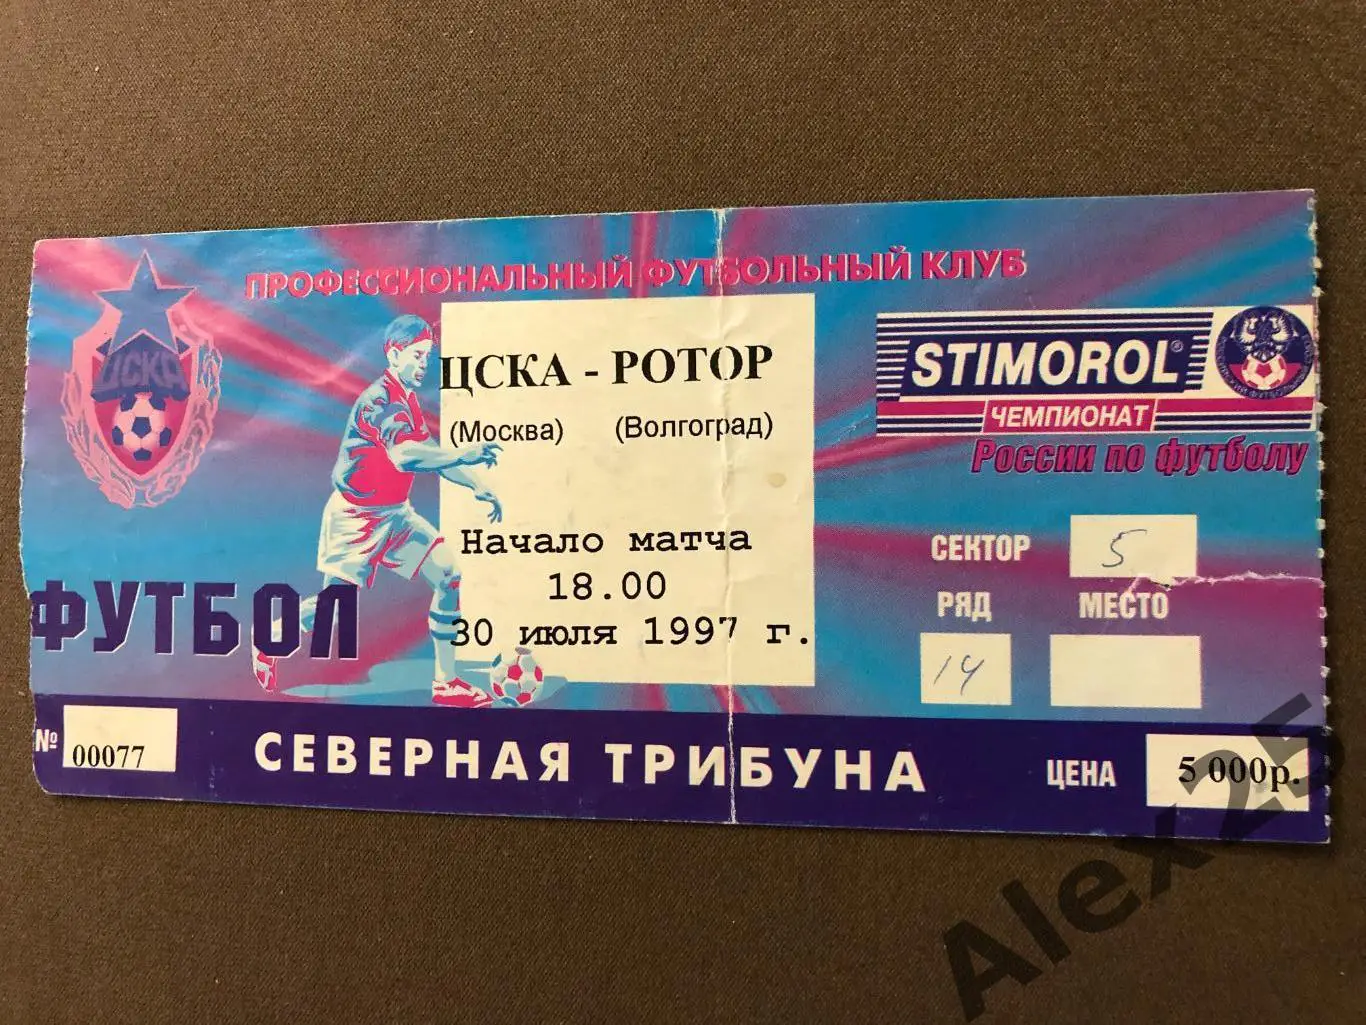 ПРОФЕССИОНАЛЬНЫЙ ФУТБОЛЬНЫЙ КЛУБ
ЦСКА
ЦСКА - РОТОР
(Москва) (Волгоград)
STIMOROL®
ЧЕМПИОНАТ
России по футболу
Начало матча
18.00
30 июля 1997 г.
СЕКТОР 5
РЯД МЕСТО
14
ФУТБОЛ
№ 00077
СЕВЕРНАЯ ТРИБУНА
ЦЕНА 5 000р.
Alex25